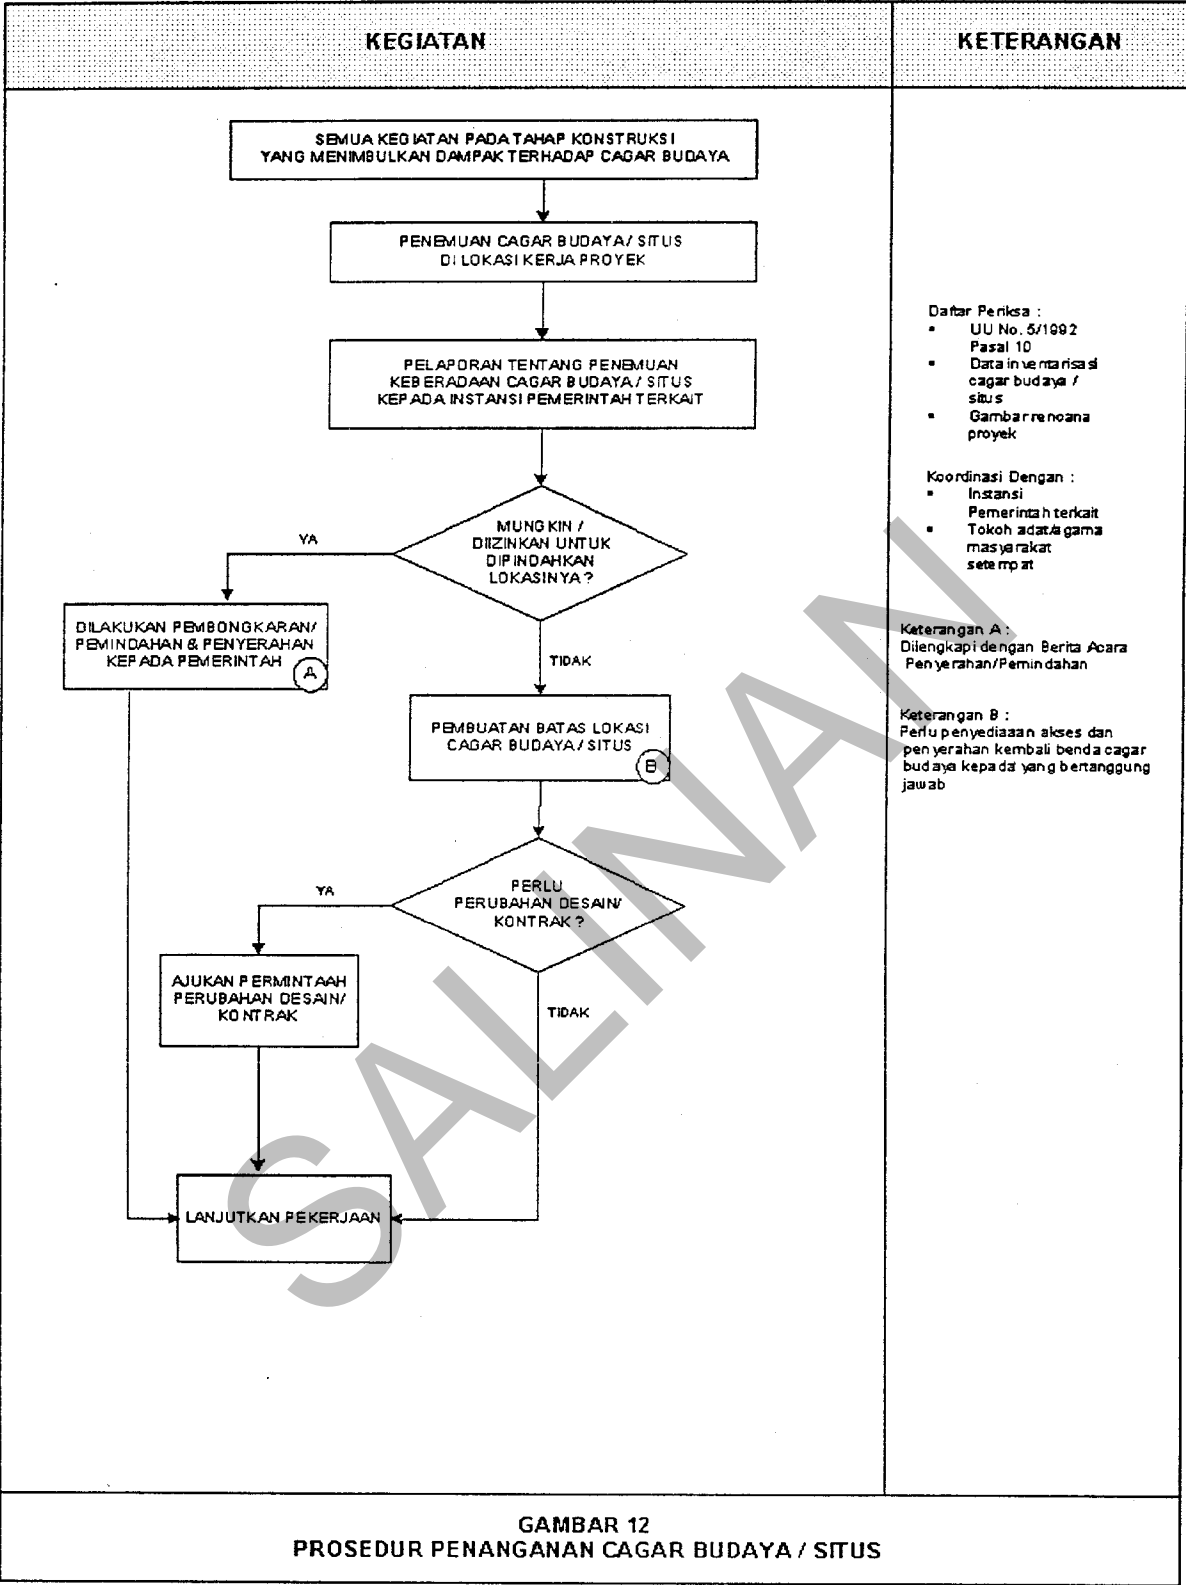 KEGIATAN
KETERANGAN
SEMUA KEGIATAN PADA TAHAP KONSTRUKSI
YANG MENIMBULKAN DAMPAK TERHADAP CAGAR BUDAYA
PENEMUAN CAGAR BUDAYA / SITUS
DI LOKASI KERJA PROYEK
PELAPORAN TENTANG PENEMUAN
KEBERADAAN CAGAR BUDAYA / SITUS
KEPADA INSTANSI PEMERINTAH TERKAIT
MUNGKIN /
DIIZINKAN UNTUK
DIPINDAHKAN
LOKASINYA ?
YA
TIDAK
DILAKUKAN PEMBONGKARAN/
PEMINDAHAN & PENYERAHAN
KEPADA PEMERINTAH
A
PEMBUATAN BATAS LOKASI
CAGAR BUDAYA / SITUS
B
PERLU
PERUBAHAN DESAIN/
KONTRAK ?
YA
TIDAK
AJUKAN PERMINTAAH
PERUBAHAN DESAIN/
KONTRAK
LANJUTKAN PEKERJAAN
Daftar Periksa :
▪ UU No. 5/1992
Pasal 10
▪ Data inventarisasi
cagar budaya /
situs
▪ Gambar rencana
proyek
Koordinasi Dengan :
▪ Instansi
Pemerintah terkait
▪ Tokoh adat/agama
masyarakat
setempat
Keterangan A :
Dilengkapi dengan Berita Acara
Penyerahan/Pemindahan
Keterangan B :
Perlu penyediaaan akses dan
penyerahan kembali benda cagar
budaya kepada yang bertanggung
jawab
SALINAN
GAMBAR 12
PROSEDUR PENANGANAN CAGAR BUDAYA / SITUS